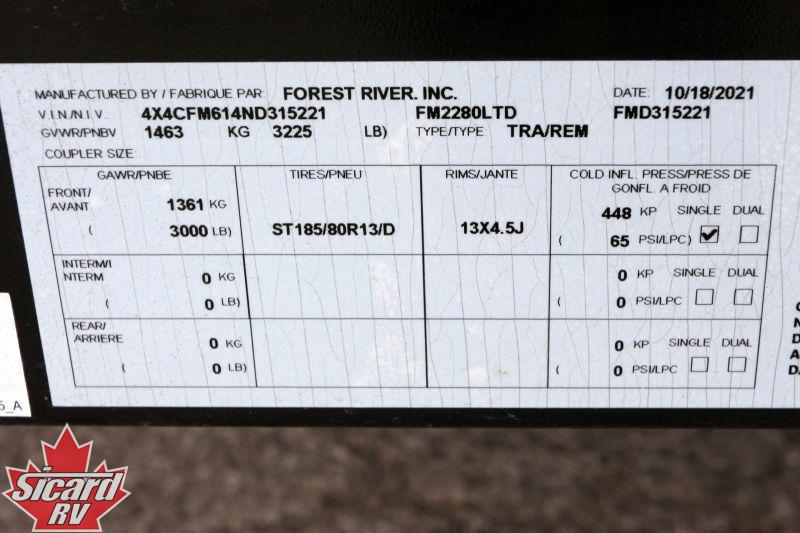 MANUFACTURED BY / FABRIQUE PAR: FOREST RIVER. INC. DATE: 10/18/2021
V.I.N./N.I.V.: 4X4CFM614ND315221 FM2280LTD FMD315221
GVWR/PNBV 1463 KG 3225 LB) TYPE/TYPE: TRA/REM
COUPLER SIZE:
GAWR/PNBE TIRES/PNEU RIMS/JANTE COLD INFL. PRESS/PRESS DE
GONFL. A FROID
FRONT/
AVANT 1361 KG 448 KP SINGLE DUAL
( 3000 LB) ST185/80R13/D 13X4.5J ( 65 PSI/LPC)
INTERM/I
NTERM 0 KG 0 KP SINGLE DUAL
( 0 LB) ( 0 PSI/LPC
REAR/
ARRIERE 0 KG 0 KP SINGLE DUAL
( 0 LB) ( 0 PSI/LPC
5_A
Sicard
RV